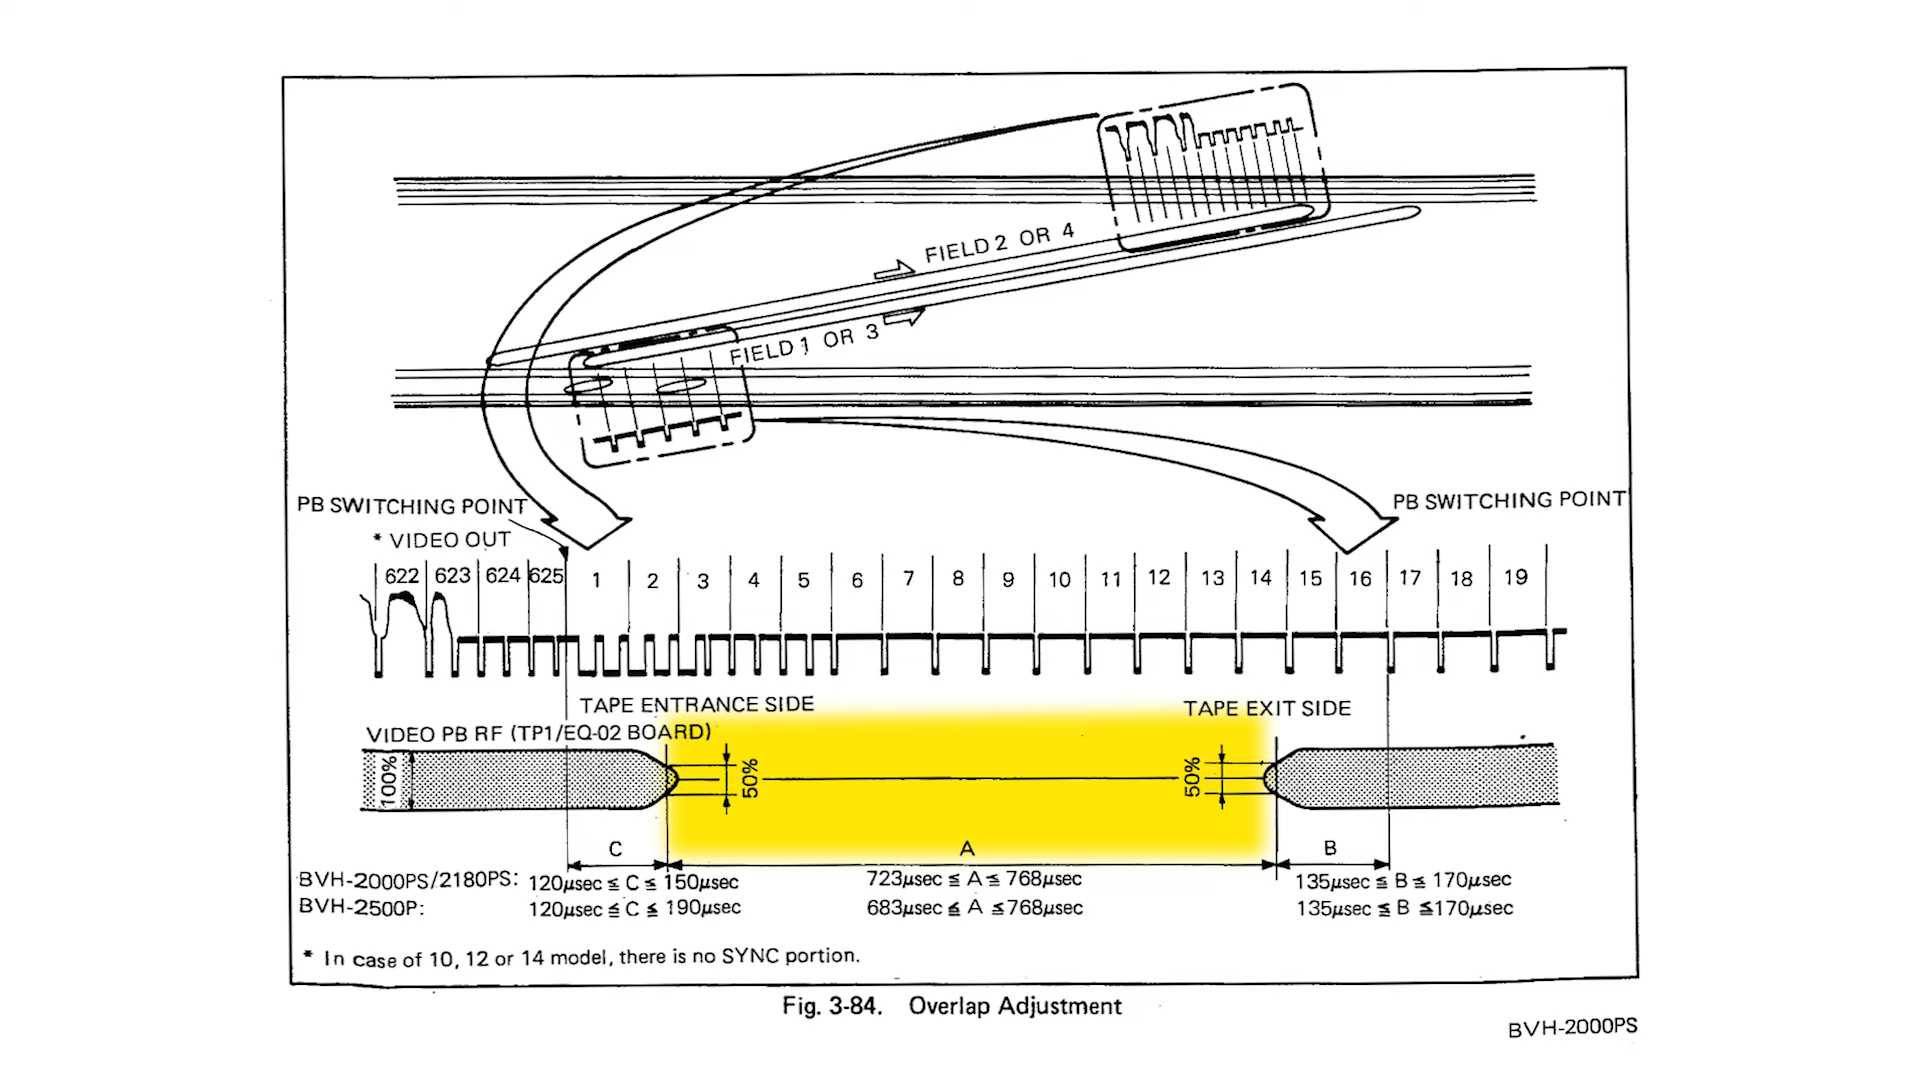 FIELD 2 OR 4
FIELD 1 OR 3
PB SWITCHING POINT
PB SWITCHING POINT
* VIDEO OUT
622 623 624 625 1 2 3 4 5 6 7 8 9 10 11 12 13 14 15 16 17 18 19
TAPE ENTRANCE SIDE
TAPE EXIT SIDE
VIDEO PB RF (TP1/EQ-02 BOARD)
100%
50%
50%
C A B
BVH-2000PS/2180PS: 120μsec ≦ C ≦ 150μsec 723μsec ≦ A ≦ 768μsec 135μsec ≦ B ≦ 170μsec
BVH-2500P: 120μsec ≦ C ≦ 190μsec 683μsec ≦ A ≦768μsec 135μsec ≦ B ≦170μsec
* In case of 10, 12 or 14 model, there is no SYNC portion.
Fig. 3-84. Overlap Adjustment
BVH-2000PS